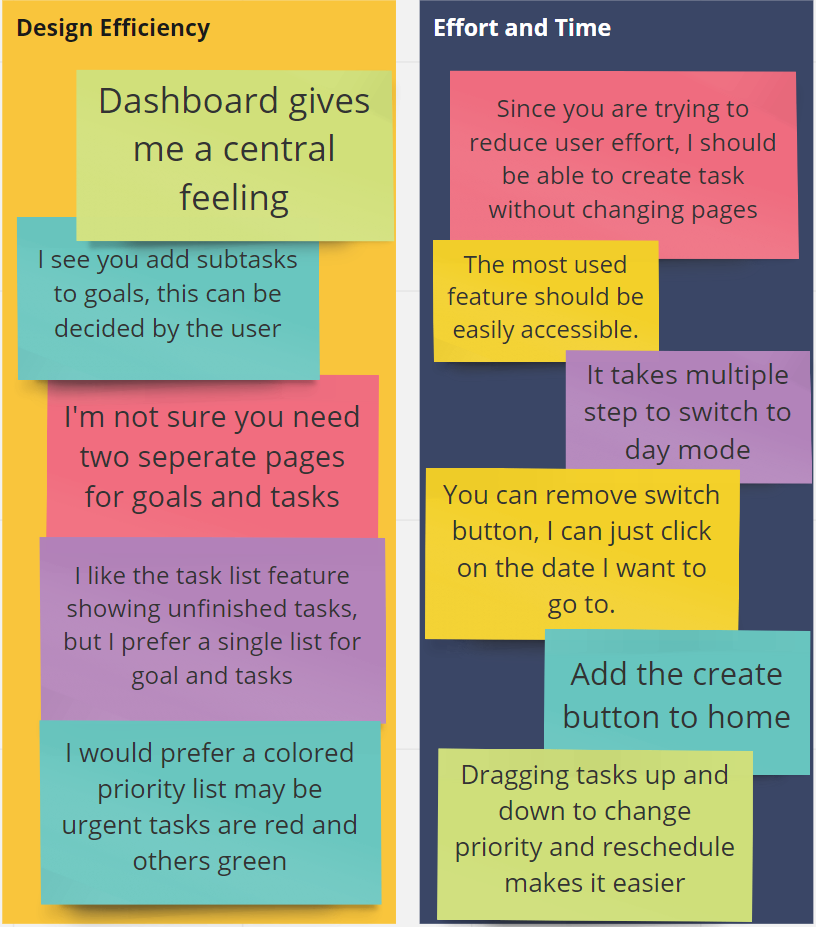 Design Efficiency
Dashboard gives
me a central
feeling
I see you add subtasks
to goals, this can be
decided by the user
I'm not sure you need
two seperate pages
for goals and tasks
I like the task list feature
showing unfinished tasks,
but I prefer a single list for
goal and tasks
I would prefer a colored
priority list may be
urgent tasks are red and
others green
Effort and Time
Since you are trying to
reduce user effort, I should
be able to create task
without changing pages
The most used
feature should be
easily accessible.
It takes multiple
step to switch to
day mode
You can remove switch
button, I can just click
on the date I want to
go to.
Add the create
button to home
Dragging tasks up and
down to change
priority and reschedule
makes it easier